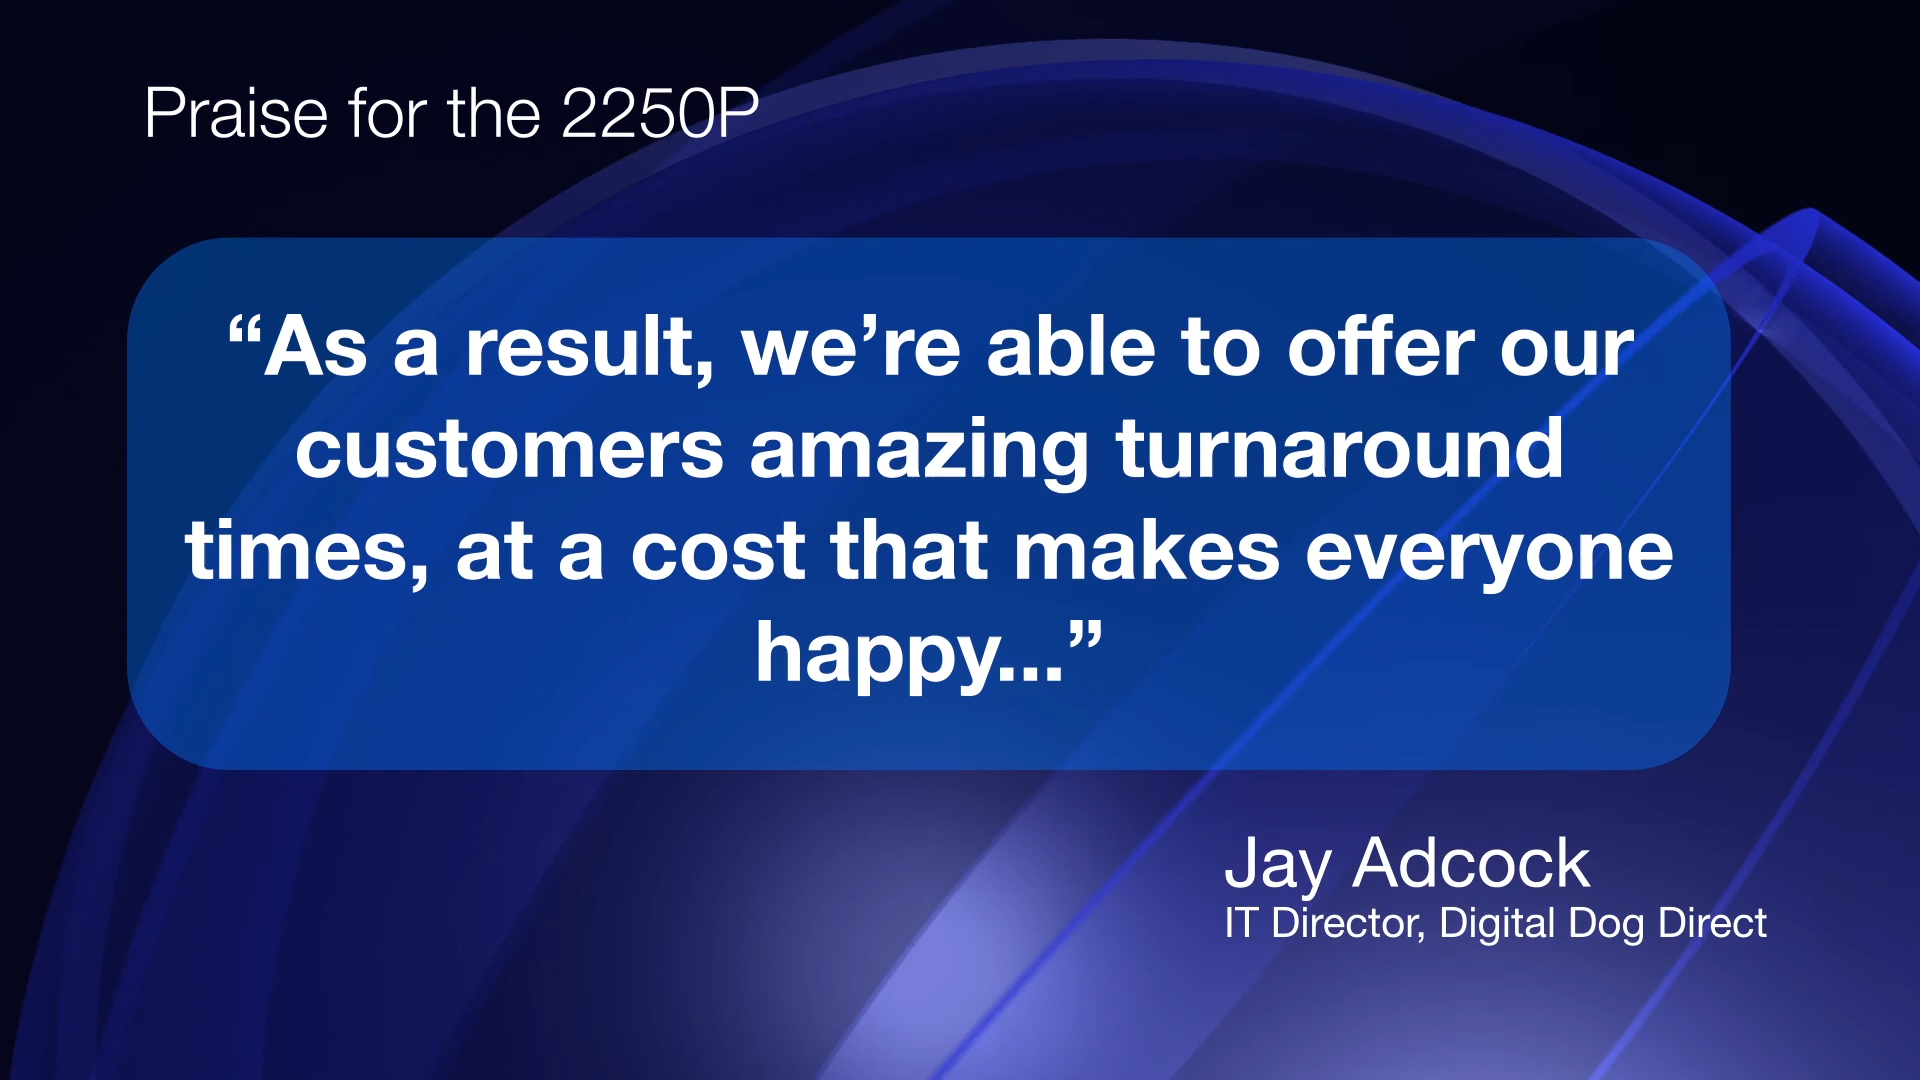 Praise for the 2250P
“As a result, we’re able to offer our
customers amazing turnaround
times, at a cost that makes everyone
happy...”
Jay Adcock
IT Director, Digital Dog Direct